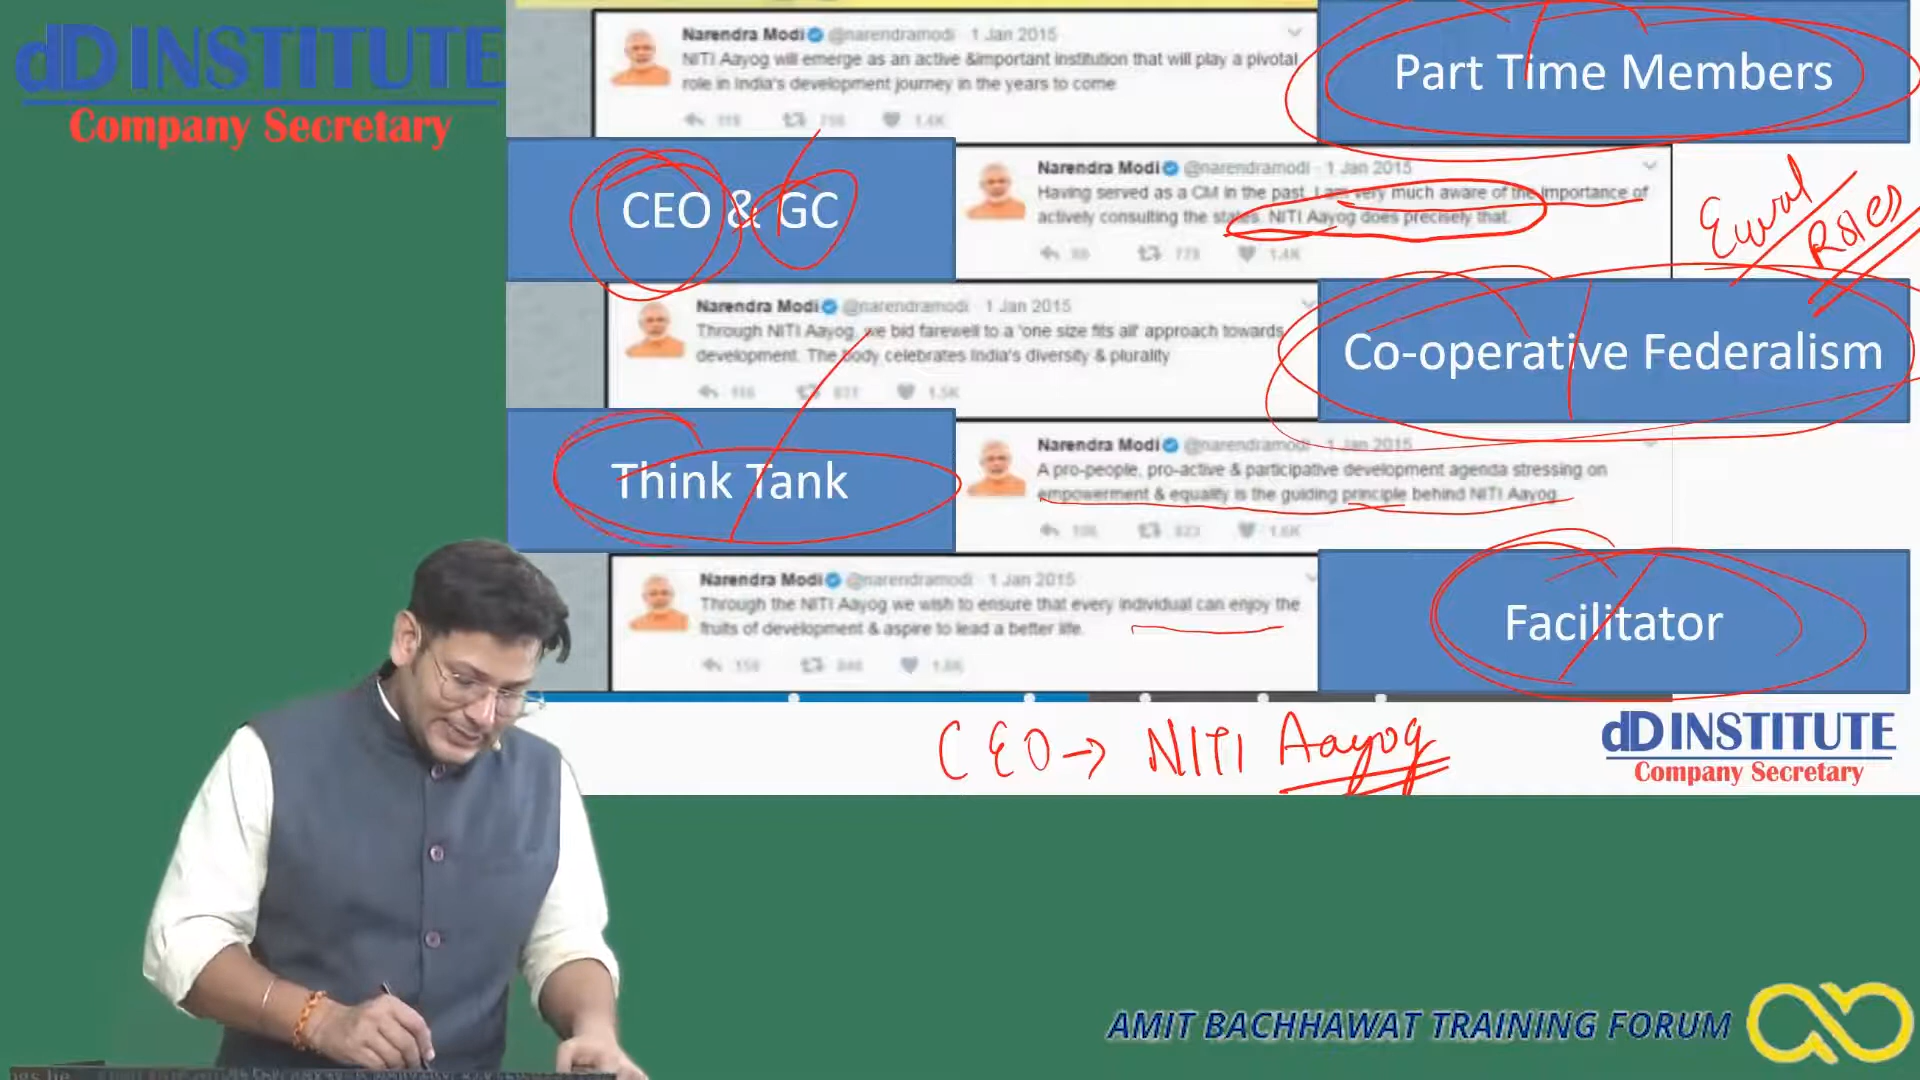 dD INSTITUTE
Company Secretary
Narendra Modi @narendramodi · 1 Jan 2015
NITI Aayog will emerge as an active &important institution that will play a pivotal
role in India's development journey in the years to come
1.4K
Part Time Members
CEO & GC
Narendra Modi @narendramodi · 1 Jan 2015
Having served as a CM in the past, I am very much aware of the importance of
actively consulting the states. NITI Aayog does precisely that.
1.4K
Roles
Narendra Modi @narendramodi · 1 Jan 2015
Through NITI Aayog, we bid farewell to a 'one size fits all' approach towards
development. The body celebrates India's diversity & plurality
1.5K
Co-operative Federalism
Think Tank
Narendra Modi @narendramodi · 1 Jan 2015
A pro-people, pro-active & participative development agenda stressing on
empowerment & equality is the guiding principle behind NITI Aayog
1.6K
Narendra Modi @narendramodi · 1 Jan 2015
Through the NITI Aayog we wish to ensure that every individual can enjoy the
fruits of development & aspire to lead a better life.
Facilitator
CEO → NITI Aayog
dD INSTITUTE
Company Secretary
AMIT BACHHAWAT TRAINING FORUM